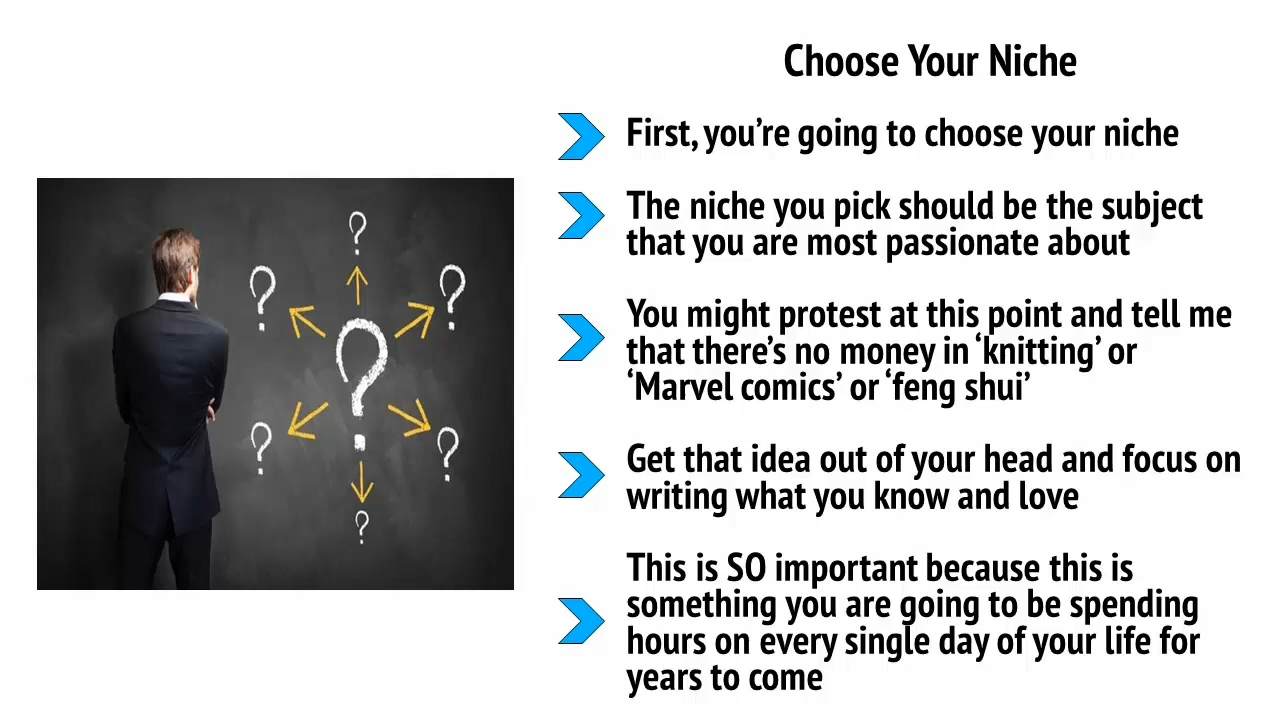 Choose Your Niche
First, you’re going to choose your niche
The niche you pick should be the subject
that you are most passionate about
You might protest at this point and tell me
that there’s no money in ‘knitting’ or
‘Marvel comics’ or ‘feng shui’
Get that idea out of your head and focus on
writing what you know and love
This is SO important because this is
something you are going to be spending
hours on every single day of your life for
years to come
?
?
?
?
?
?
?